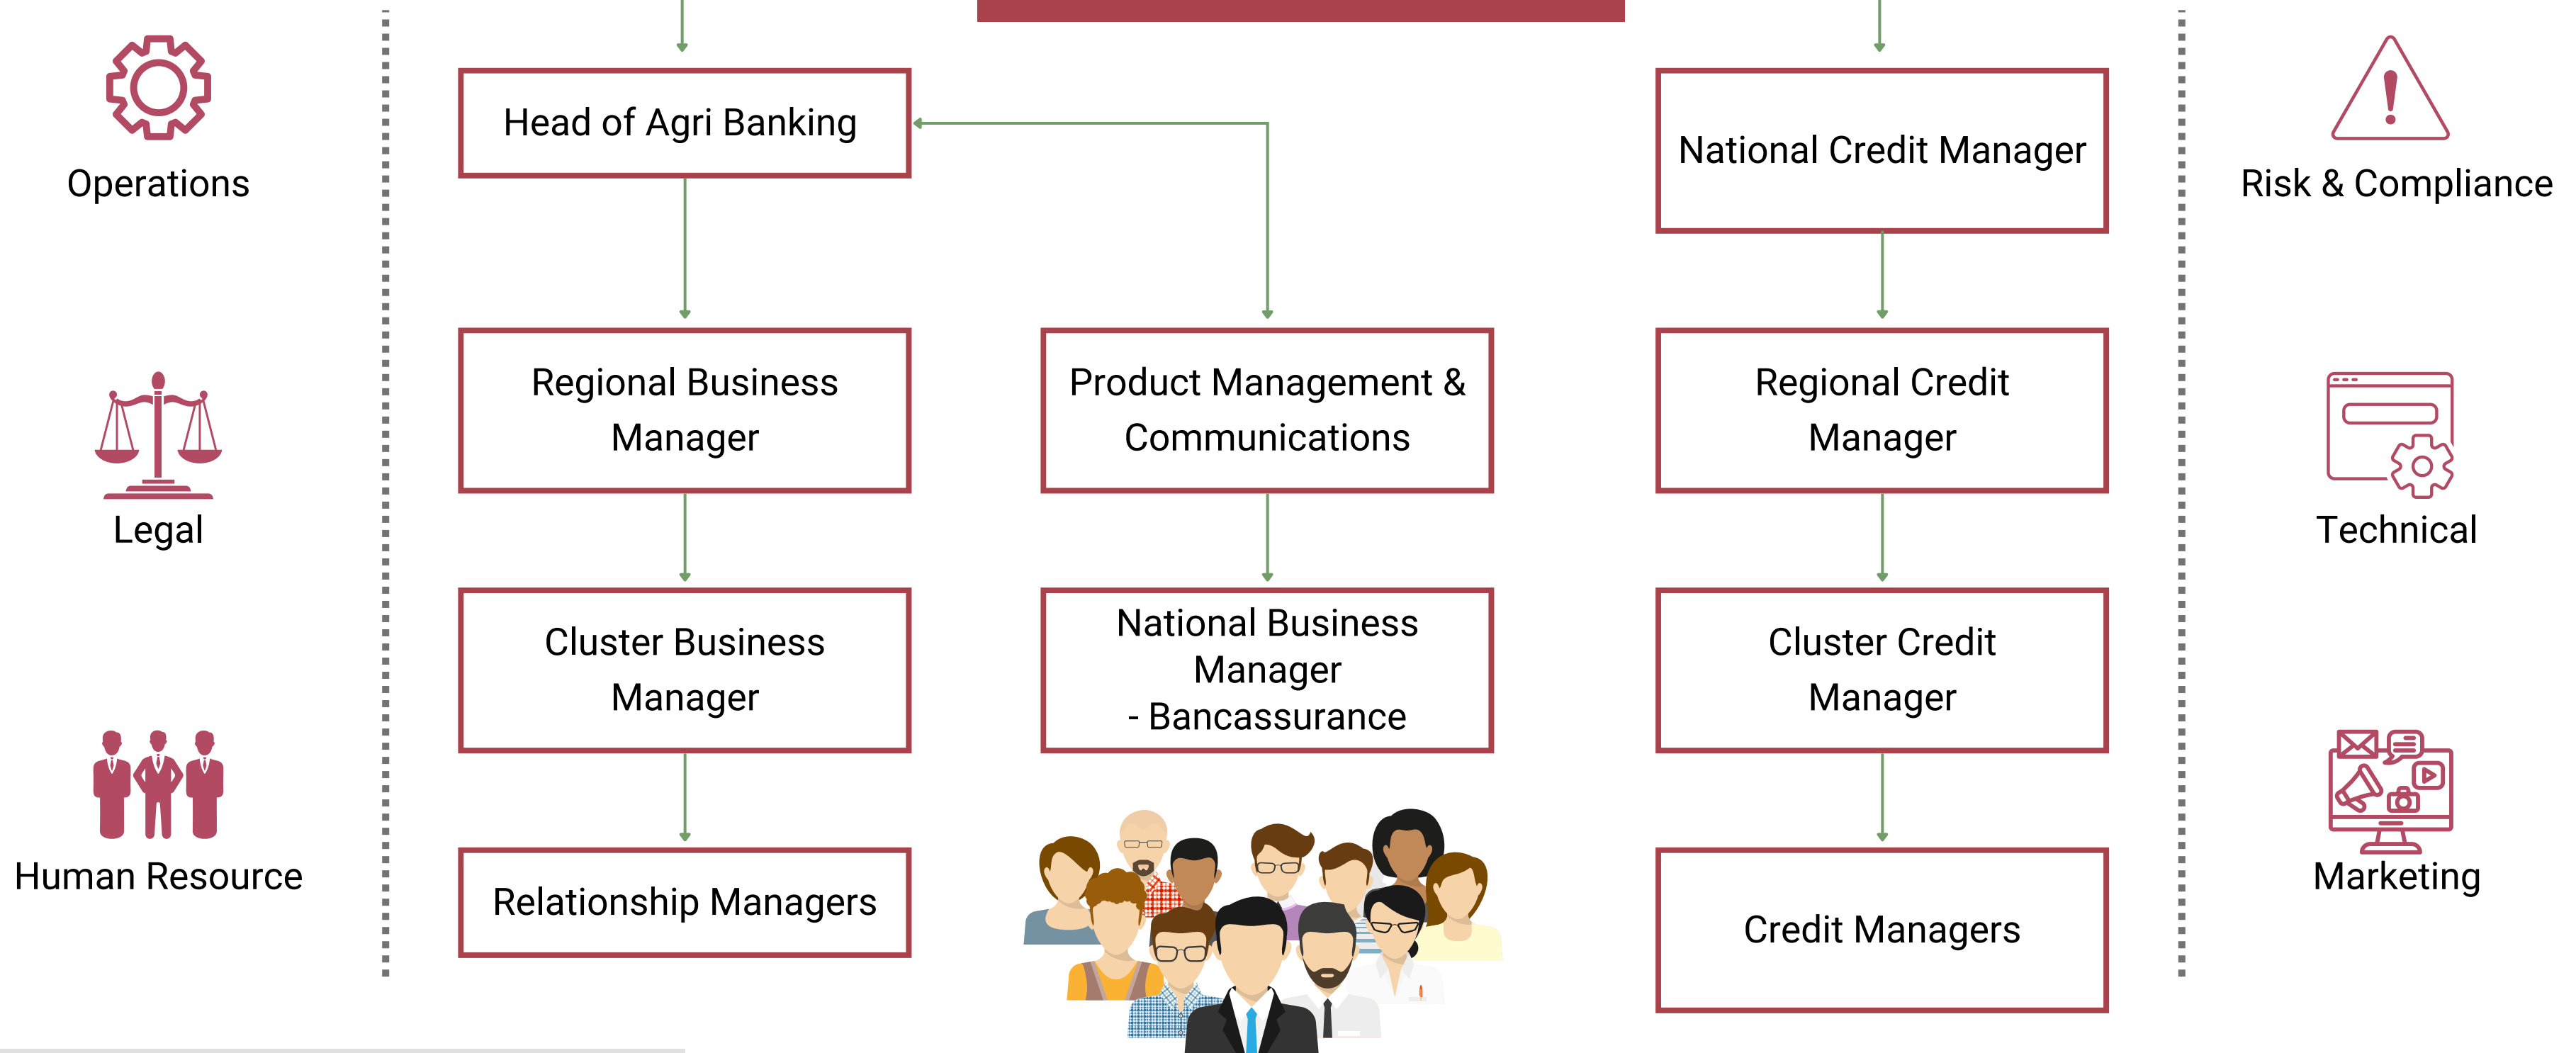 Operations
Legal
Human Resource
Head of Agri Banking
Regional Business
Manager
Cluster Business
Manager
Relationship Managers
Product Management &
Communications
National Business
Manager
- Bancassurance
National Credit Manager
Regional Credit
Manager
Cluster Credit
Manager
Credit Managers
Risk & Compliance
Technical
Marketing